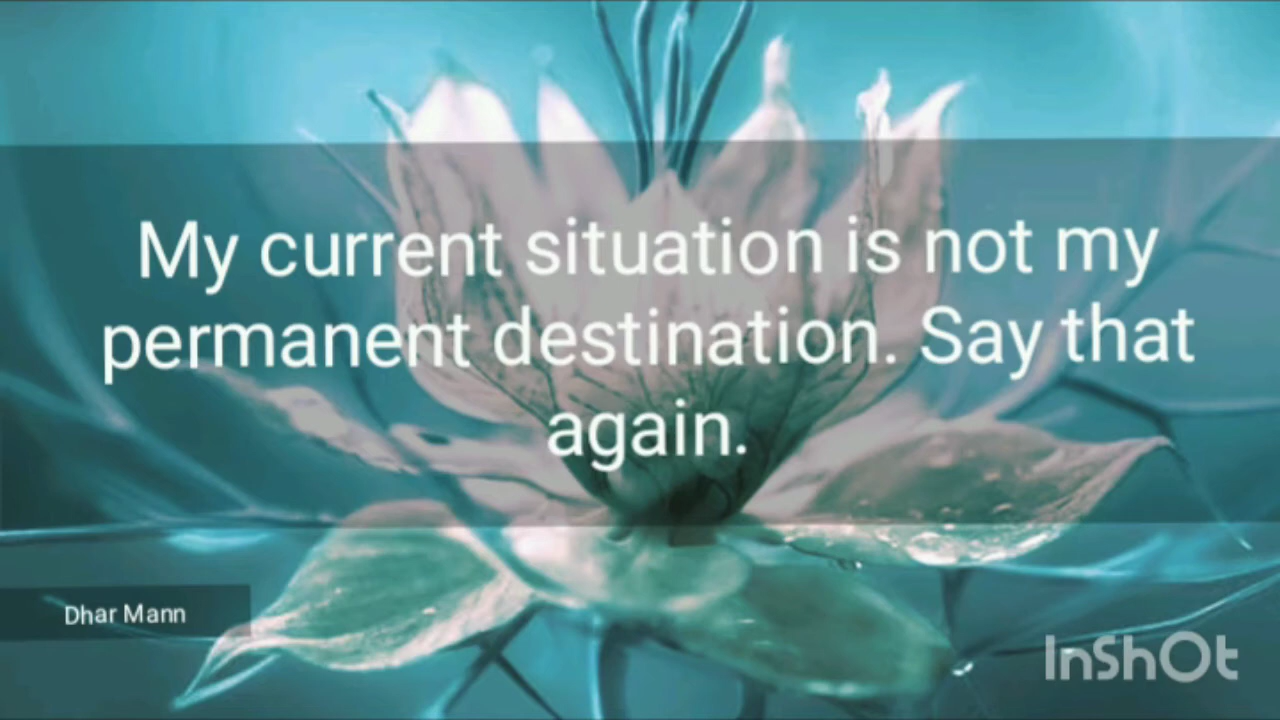 My current situation is not my
permanent destination. Say that
again.
Dhar Mann
InShOt